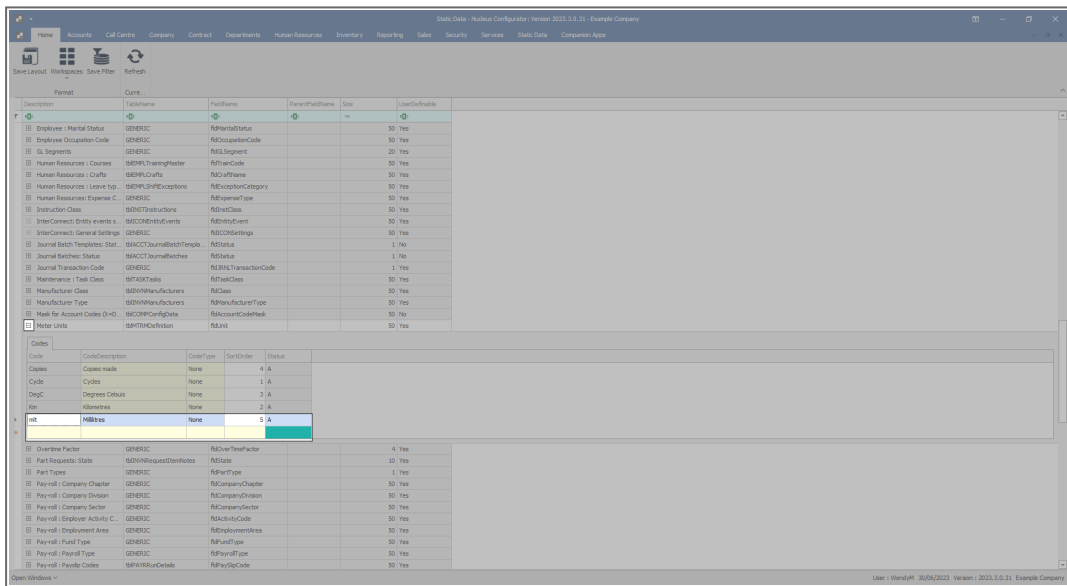 Static Data - Nucleus Configurator: Version 2023.3.0.31 - Example Company
Home Accounts Call Centre Company Contract Departments Human Resources Inventory Reporting Sales Security Services Static Data Companion Apps
Save Layout Workspaces Save Filter Refresh
Format Curre...
Description TableName FieldName ParentFieldName Size UserDefinable
Employee : Marital Status GENERIC fldMaritalStatus 50 Yes
Employee Occupation Code GENERIC fldOccupationCode 50 Yes
GL Segments GENERIC fldGLSegment 20 Yes
Human Resources : Courses tblEMPLTrainingMaster fldTrainCode 50 Yes
Human Resources : Crafts tblEMPLCrafts fldCraftName 50 Yes
Human Resources : Leave typ... tblEMPLShiftExceptions fldExceptionCategory 50 Yes
Human Resources: Expense C... GENERIC fldExpenseType 50 Yes
Instruction Class tblINSTInstructions fldInstClass 50 Yes
InterConnect: Entity events s... tblICONEntityEvents fldEntityEvent 50 Yes
InterConnect: General Settings GENERIC fldICONSettings 50 Yes
Journal Batch Templates: Stat... tblACCTJournalBatchTempla... fldStatus 1 No
Journal Batches: Status tblACCTJournalBatches fldStatus 1 No
Journal Transaction Code GENERIC fldJRNLTransactionCode 1 Yes
Maintenance : Task Class tblTASKTasks fldTaskClass 50 Yes
Manufacturer Class tblINVNManufacturers fldClass 50 Yes
Manufacturer Type tblINVNManufacturers fldManufacturerType 50 Yes
Mask for Account Codes (X=O... tblCOMPConfigData fldAccountCodeMask 50 No
Meter Units tblMTRMDefinition fldUnit 50 Yes
Codes
Code CodeDescription CodeType SortOrder Status
Copies Copies made None 4 A
Cycle Cycles None 1 A
DegC Degrees Celsuis None 3 A
Km Kilometres None 2 A
mlt Millitres None 5 A
Overtime Factor GENERIC fldOverTimeFactor 4 Yes
Part Requests: State tblINVNRequestItemNotes fldState 10 Yes
Part Types GENERIC fldPartType 1 Yes
Pay-roll : Company Chapter GENERIC fldCompanyChapter 50 Yes
Pay-roll : Company Division GENERIC fldCompanyDivision 50 Yes
Pay-roll : Company Sector GENERIC fldCompanySector 50 Yes
Pay-roll : Employer Activity C... GENERIC fldActivityCode 50 Yes
Pay-roll : Employment Area GENERIC fldEmploymentArea 50 Yes
Pay-roll : Fund Type GENERIC fldFundType 50 Yes
Pay-roll : Payroll Type GENERIC fldPayrollType 50 Yes
Pay-roll : Payslip Codes tblPAYRRunDetails fldPaySlipCode 50 Yes
Open Windows
User : WendyM 30/06/2023 Version : 2023.3.0.31 Example Company